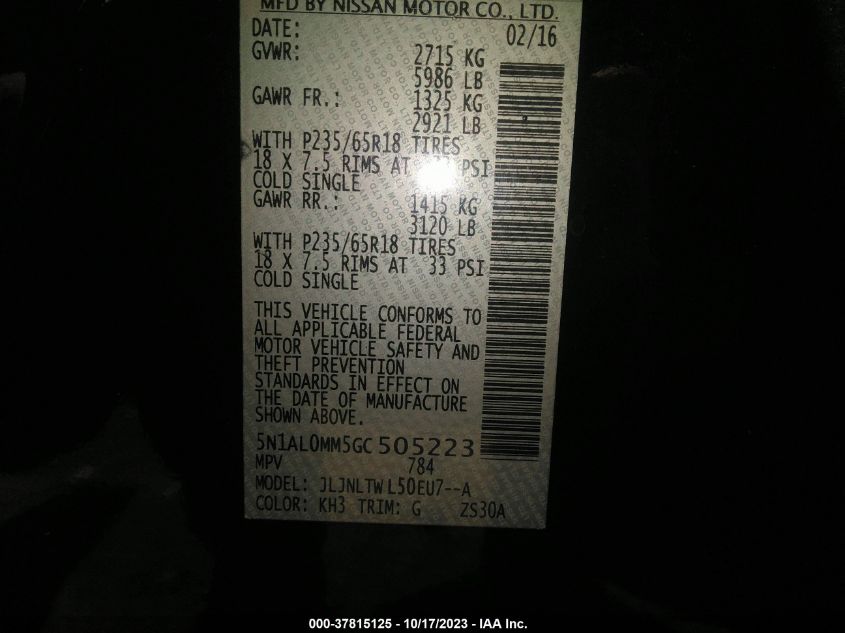 MFD BY NISSAN MOTOR CO., LTD.
DATE: 02/16
GVWR: 2715 KG
5986 LB
GAWR FR.: 1325 KG
2921 LB
WITH P235/65R18 TIRES
18 X 7.5 RIMS AT PSI
COLD SINGLE
GAWR RR.: 1415 KG
3120 LB
WITH P235/65R18 TIRES
18 X 7.5 RIMS AT 33 PSI
COLD SINGLE
THIS VEHICLE CONFORMS TO
ALL APPLICABLE FEDERAL
MOTOR VEHICLE SAFETY AND
THEFT PREVENTION
STANDARDS IN EFFECT ON
THE DATE OF MANUFACTURE
SHOWN ABOVE.
5N1AL0MM5GC 505223
MPV 784
MODEL: JLJNLTW L50EU7--A
COLOR: KH3 TRIM: G ZS30A
000-37815125 - 10/17/2023 - IAA Inc.